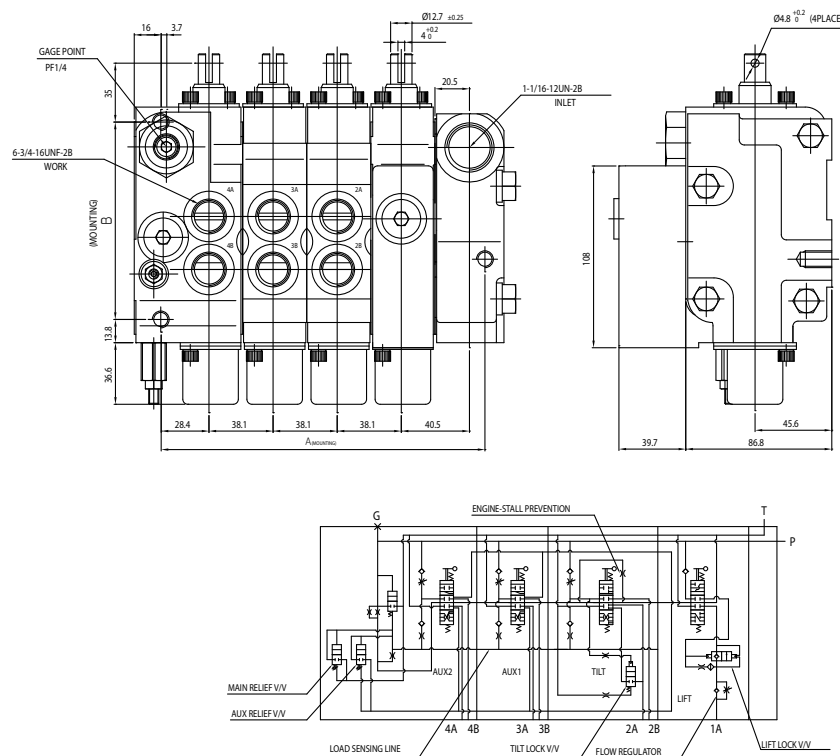 16
3.7
Ø12.7 ±0.25
4 +0.2 0
Ø4.8 +0.2 0 (4PLACE
GAGE POINT
PF1/4
35
20.5
1-1/16-12UN-2B
INLET
6-3/4-16UNF-2B
WORK
4A
3A
2A
(MOUNTING)
B
4B
3B
2B
108
13.8
36.6
28.4
38.1
38.1
38.1
40.5
A(MOUNTING)
45.6
39.7
86.8
ENGINE-STALL PREVENTION
G
T
P
AUX2
AUX1
TILT
LIFT
MAIN RELIEF V/V
AUX RELIEF V/V
4A
4B
3A
3B
2A
2B
1A
LOAD SENSING LINE
TILT LOCK V/V
FLOW REGULATOR
LIFT LOCK V/V